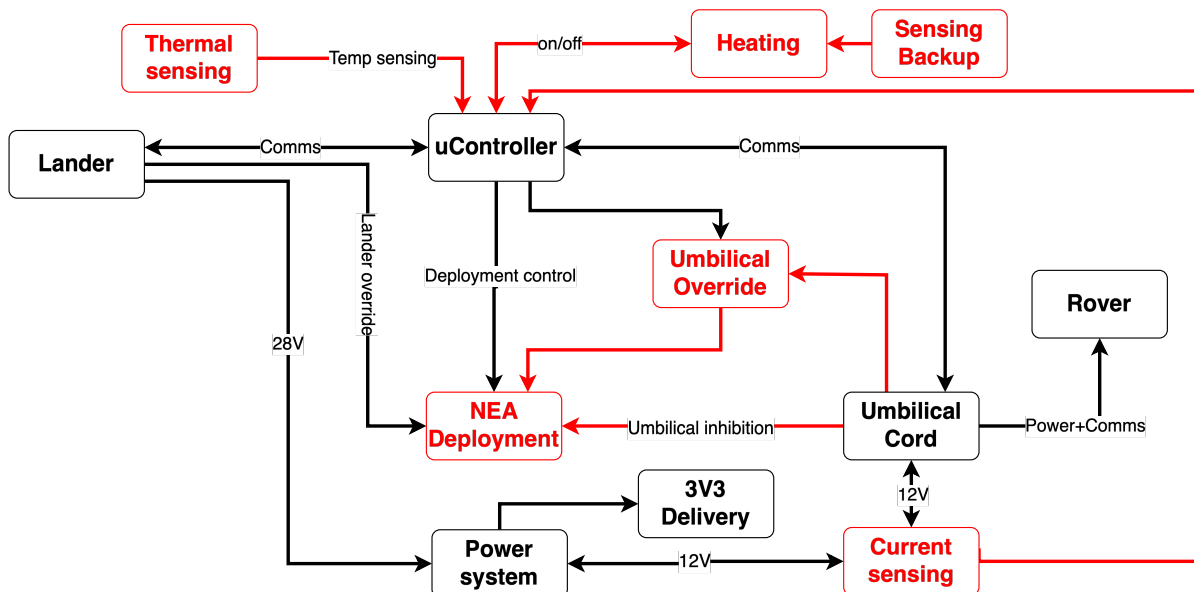 Thermal
sensing
Temp sensing
on/off
Heating
Sensing
Backup
Lander
Comms
uController
Comms
Lander override
Deployment control
Umbilical
Override
Rover
28V
NEA
Deployment
Umbilical inhibition
Umbilical
Cord
Power+Comms
3V3
Delivery
12V
Power
system
12V
Current
sensing